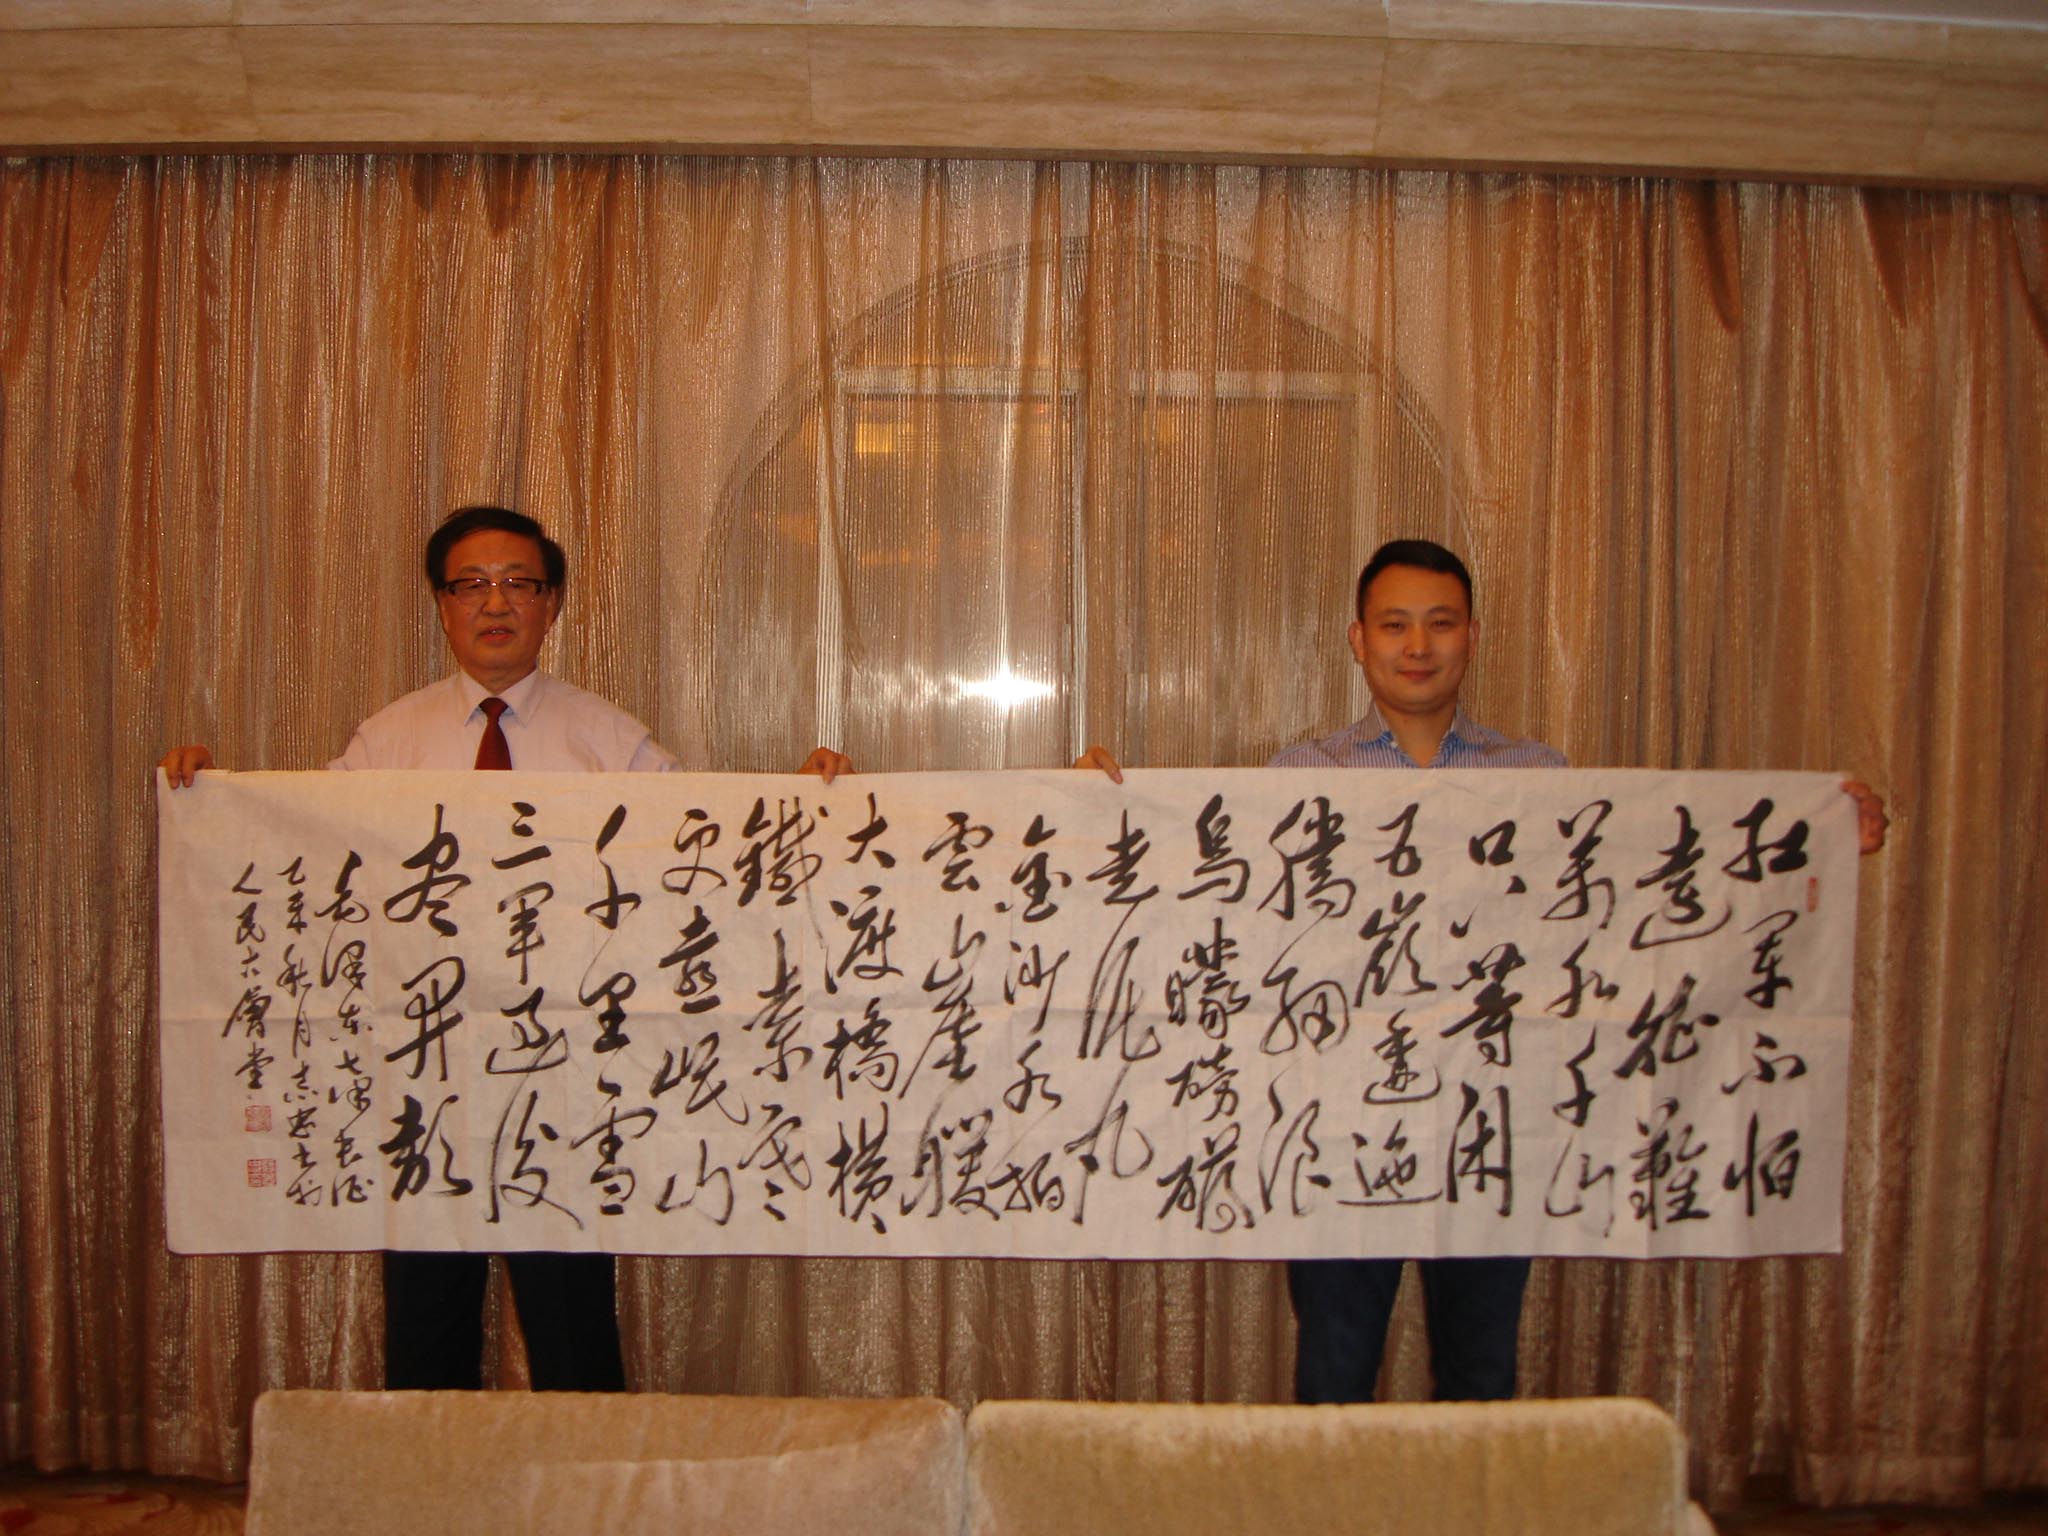 紅軍不怕
遠征難
萬水千山
只等閑
五嶺逶迤
騰細浪
烏矇磅礴
走泥丸
金沙水拍
雲崖暖
大渡橋橫
鐵索寒
更喜岷山
千里雪
三軍過後
尽開顏
毛澤東七律長征
乙未秋月志忠書於
人民大會堂